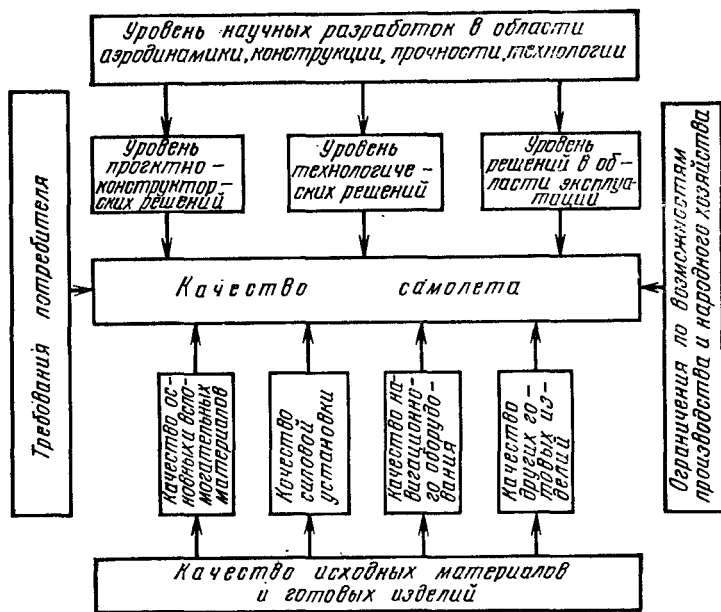 Уровень научных разработок в области
аэродинамики, конструкции, прочности, технологии
Требования потребителя
Уровень
проектно-
конструктор-
ских решений
Уровень
технологиче-
ских решений
Уровень
решений в об-
ласти эксплуа-
таций
Качество самолета
Ограничения по возможностям
производства и народного хозяйства
Качество ос-
новных и вспо-
могательных
материалов
Качество
силовой
установки
Качество на-
вигационно-
го оборудо-
вания
Качество
других го-
товых из-
делий
Качество исходных материалов
и готовых изделий